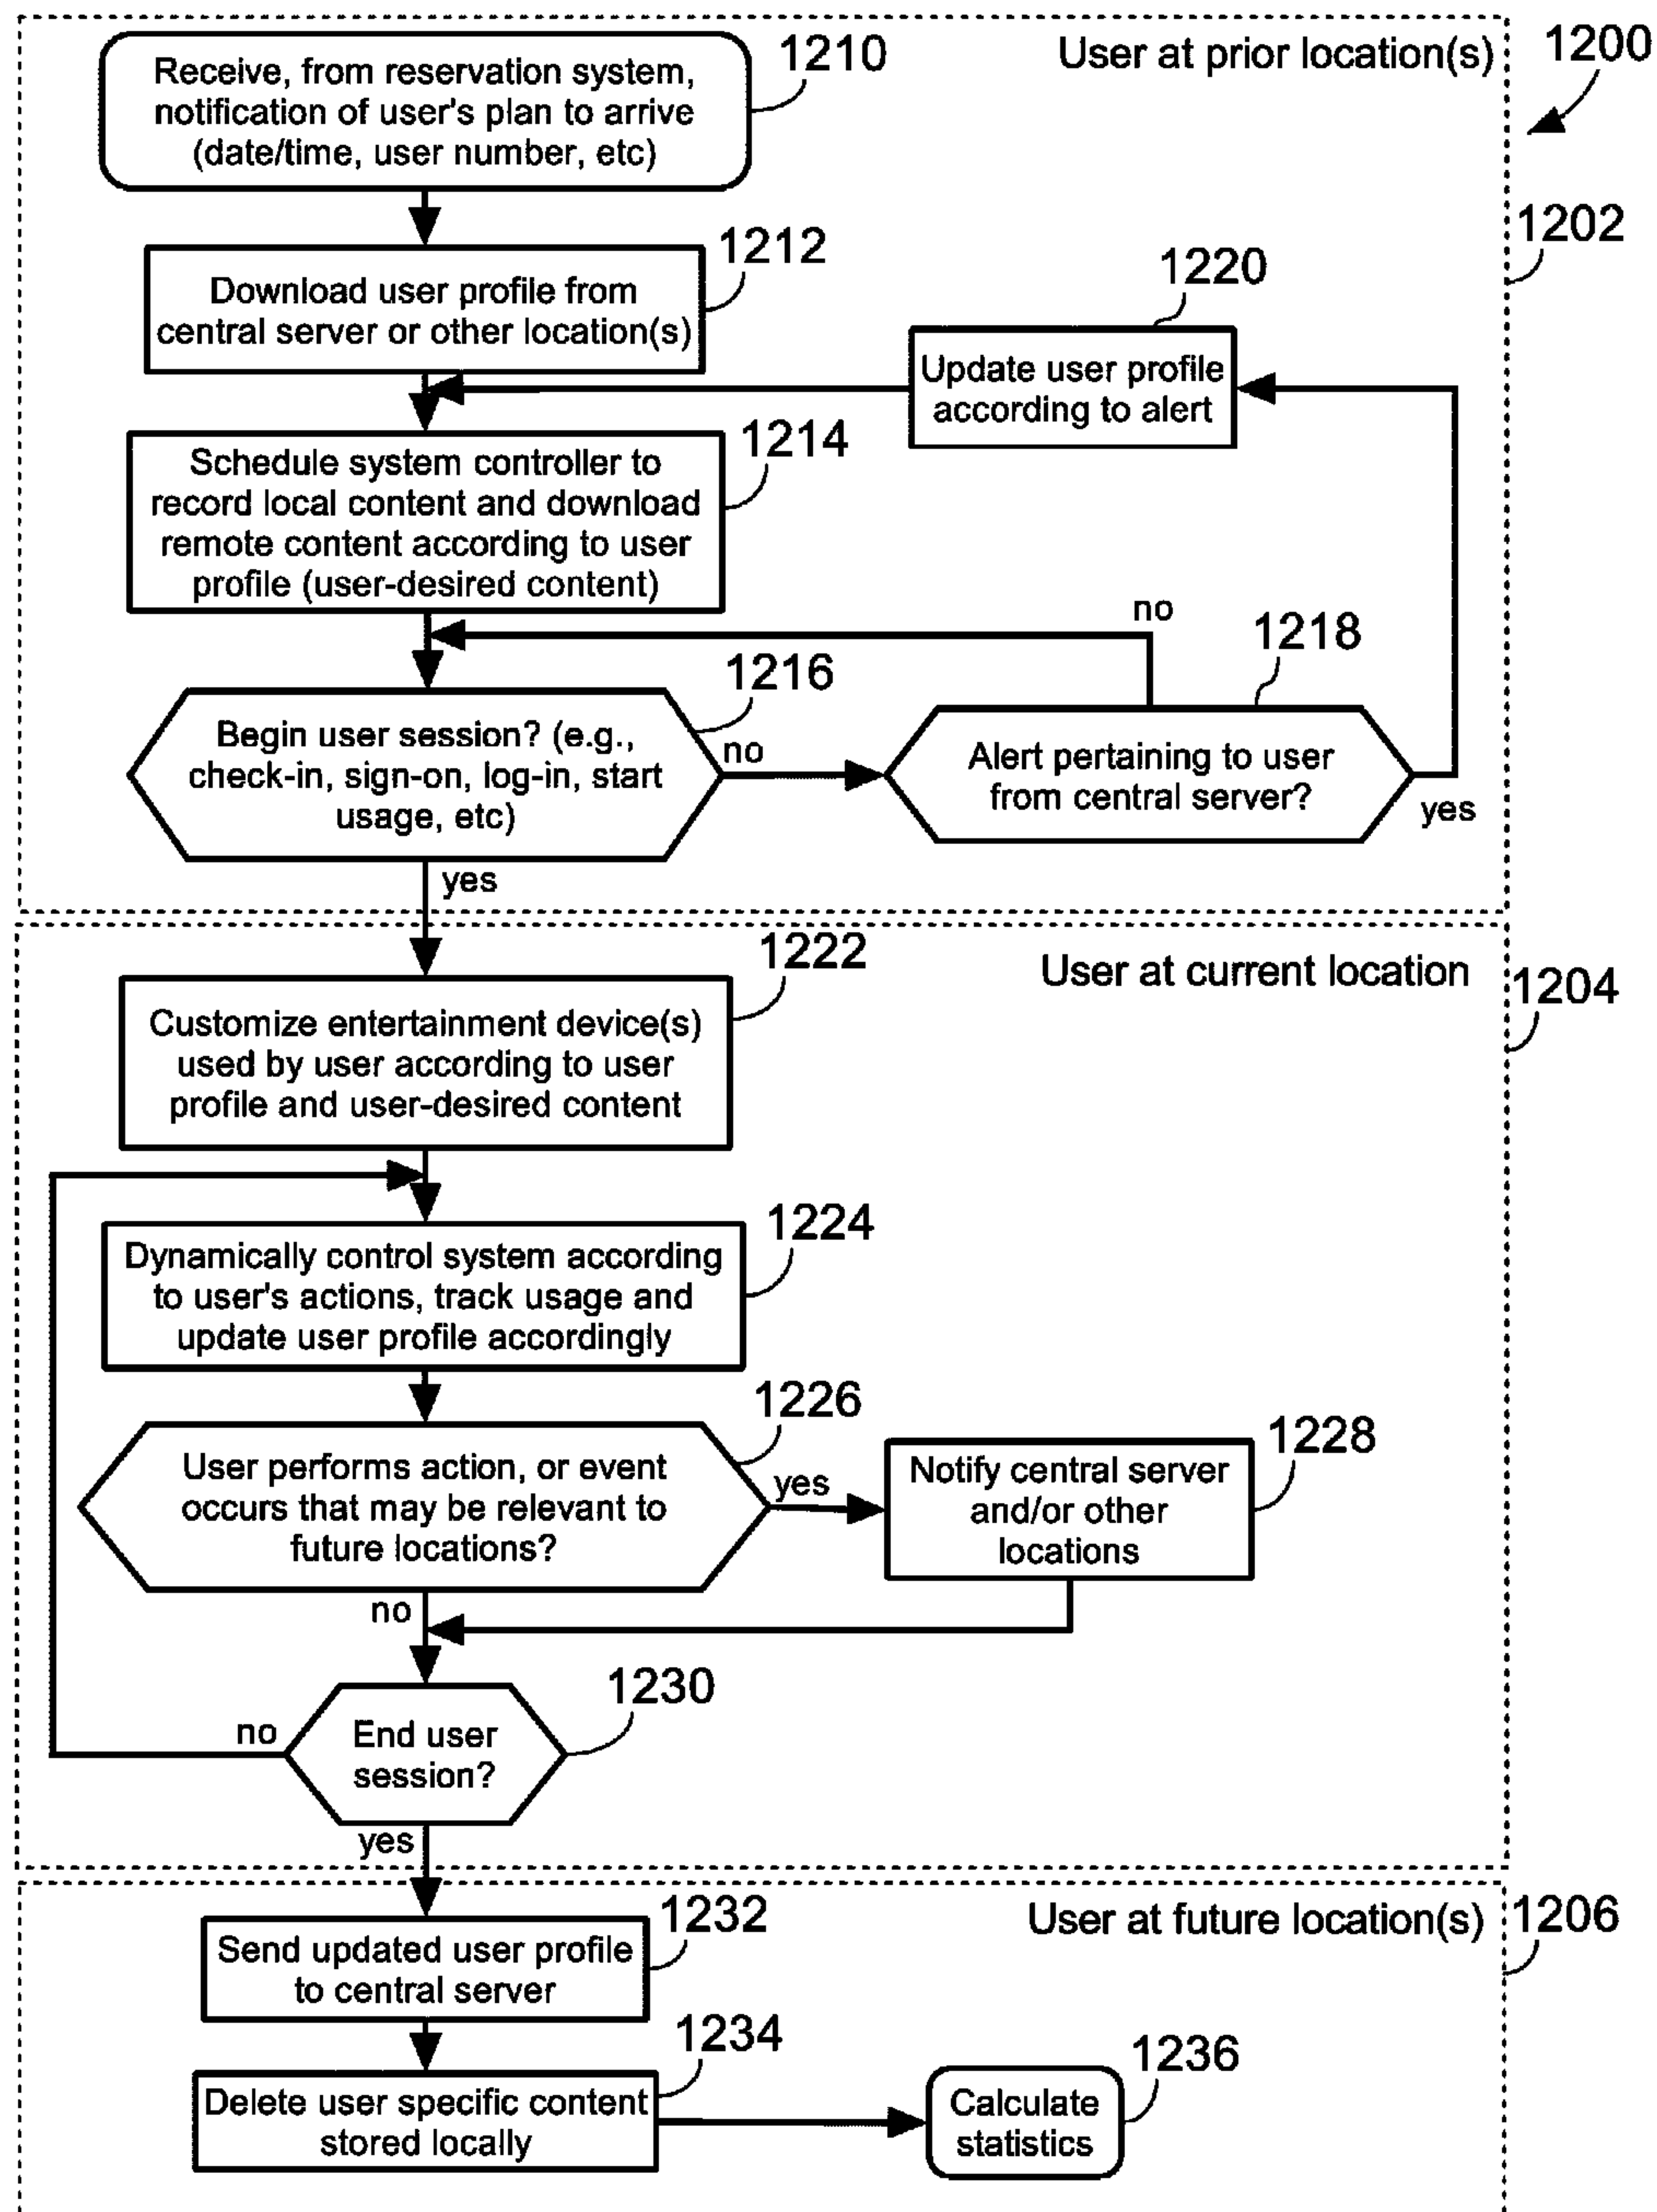 User at prior location(s)
1200
Receive, from reservation system,
notification of user's plan to arrive
(date/time, user number, etc)
1210
1202
Download user profile from
central server or other location(s)
1212
1220
Update user profile
according to alert
Schedule system controller to
record local content and download
remote content according to user
profile (user-desired content)
1214
no
1218
1216
Begin user session? (e.g.,
check-in, sign-on, log-in, start
usage, etc)
no
Alert pertaining to user
from central server?
yes
yes
User at current location
1204
1222
Customize entertainment device(s)
used by user according to user
profile and user-desired content
1224
Dynamically control system according
to user's actions, track usage and
update user profile accordingly
1226
User performs action, or event
occurs that may be relevant to
future locations?
yes
1228
Notify central server
and/or other
locations
no
1230
End user
session?
no
yes
User at future location(s)
1206
1232
Send updated user profile
to central server
1234
Delete user specific content
stored locally
1236
Calculate
statistics